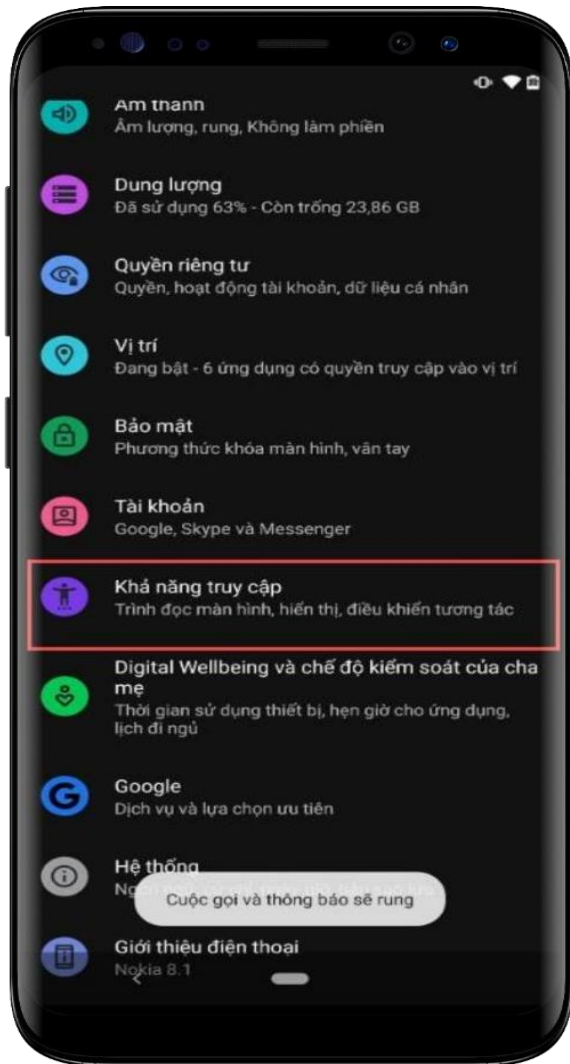 Âm thanh
Âm lượng, rung, Không làm phiền
Dung lượng
Đã sử dụng 63% - Còn trống 23,86 GB
Quyền riêng tư
Quyền, hoạt động tài khoản, dữ liệu cá nhân
Vị trí
Đang bật - 6 ứng dụng có quyền truy cập vào vị trí
Bảo mật
Phương thức khóa màn hình, vân tay
Tài khoản
Google, Skype và Messenger
Khả năng truy cập
Trình đọc màn hình, hiển thị, điều khiển tương tác
Digital Wellbeing và chế độ kiểm soát của cha
mẹ
Thời gian sử dụng thiết bị, hẹn giờ cho ứng dụng,
lịch đi ngủ
Google
Dịch vụ và lựa chọn ưu tiên
Hệ thống
Cuộc gọi và thông báo sẽ rung
Giới thiệu điện thoại
Nokia 8.1